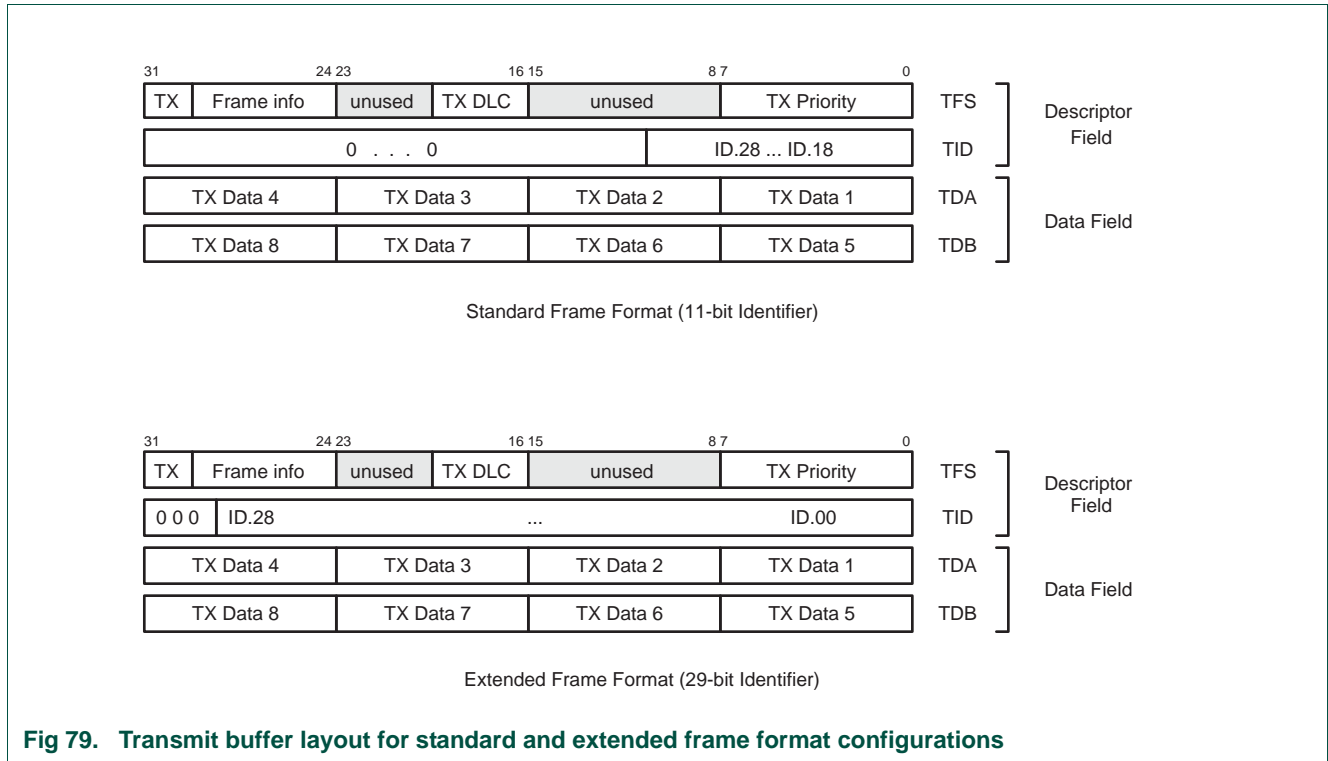 31 24 23 16 15 8 7 0
TX Frame info unused TX DLC unused TX Priority TFS
0 . . . 0 ID.28 ... ID.18 TID
Descriptor
Field
TX Data 4 TX Data 3 TX Data 2 TX Data 1 TDA
TX Data 8 TX Data 7 TX Data 6 TX Data 5 TDB
Data Field
Standard Frame Format (11-bit Identifier)
31 24 23 16 15 8 7 0
TX Frame info unused TX DLC unused TX Priority TFS
0 0 0 ID.28 ... ID.00 TID
Descriptor
Field
TX Data 4 TX Data 3 TX Data 2 TX Data 1 TDA
TX Data 8 TX Data 7 TX Data 6 TX Data 5 TDB
Data Field
Extended Frame Format (29-bit Identifier)
Fig 79. Transmit buffer layout for standard and extended frame format configurations